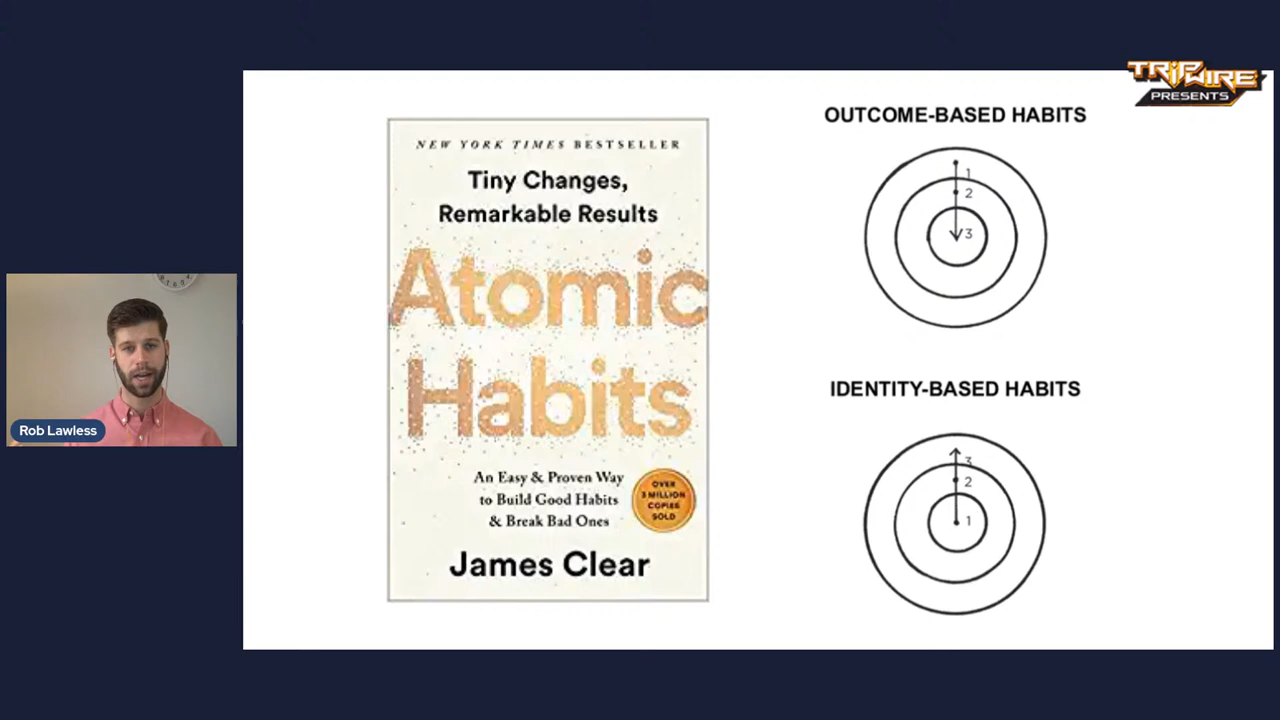 TRiPWIRE
PRESENTS
Rob Lawless
NEW YORK TIMES BESTSELLER
Tiny Changes,
Remarkable Results
Atomic
Habits
An Easy & Proven Way
to Build Good Habits
& Break Bad Ones
OVER
3 MILLION
COPIES
SOLD
James Clear
OUTCOME-BASED HABITS
1
2
3
IDENTITY-BASED HABITS
3
2
1